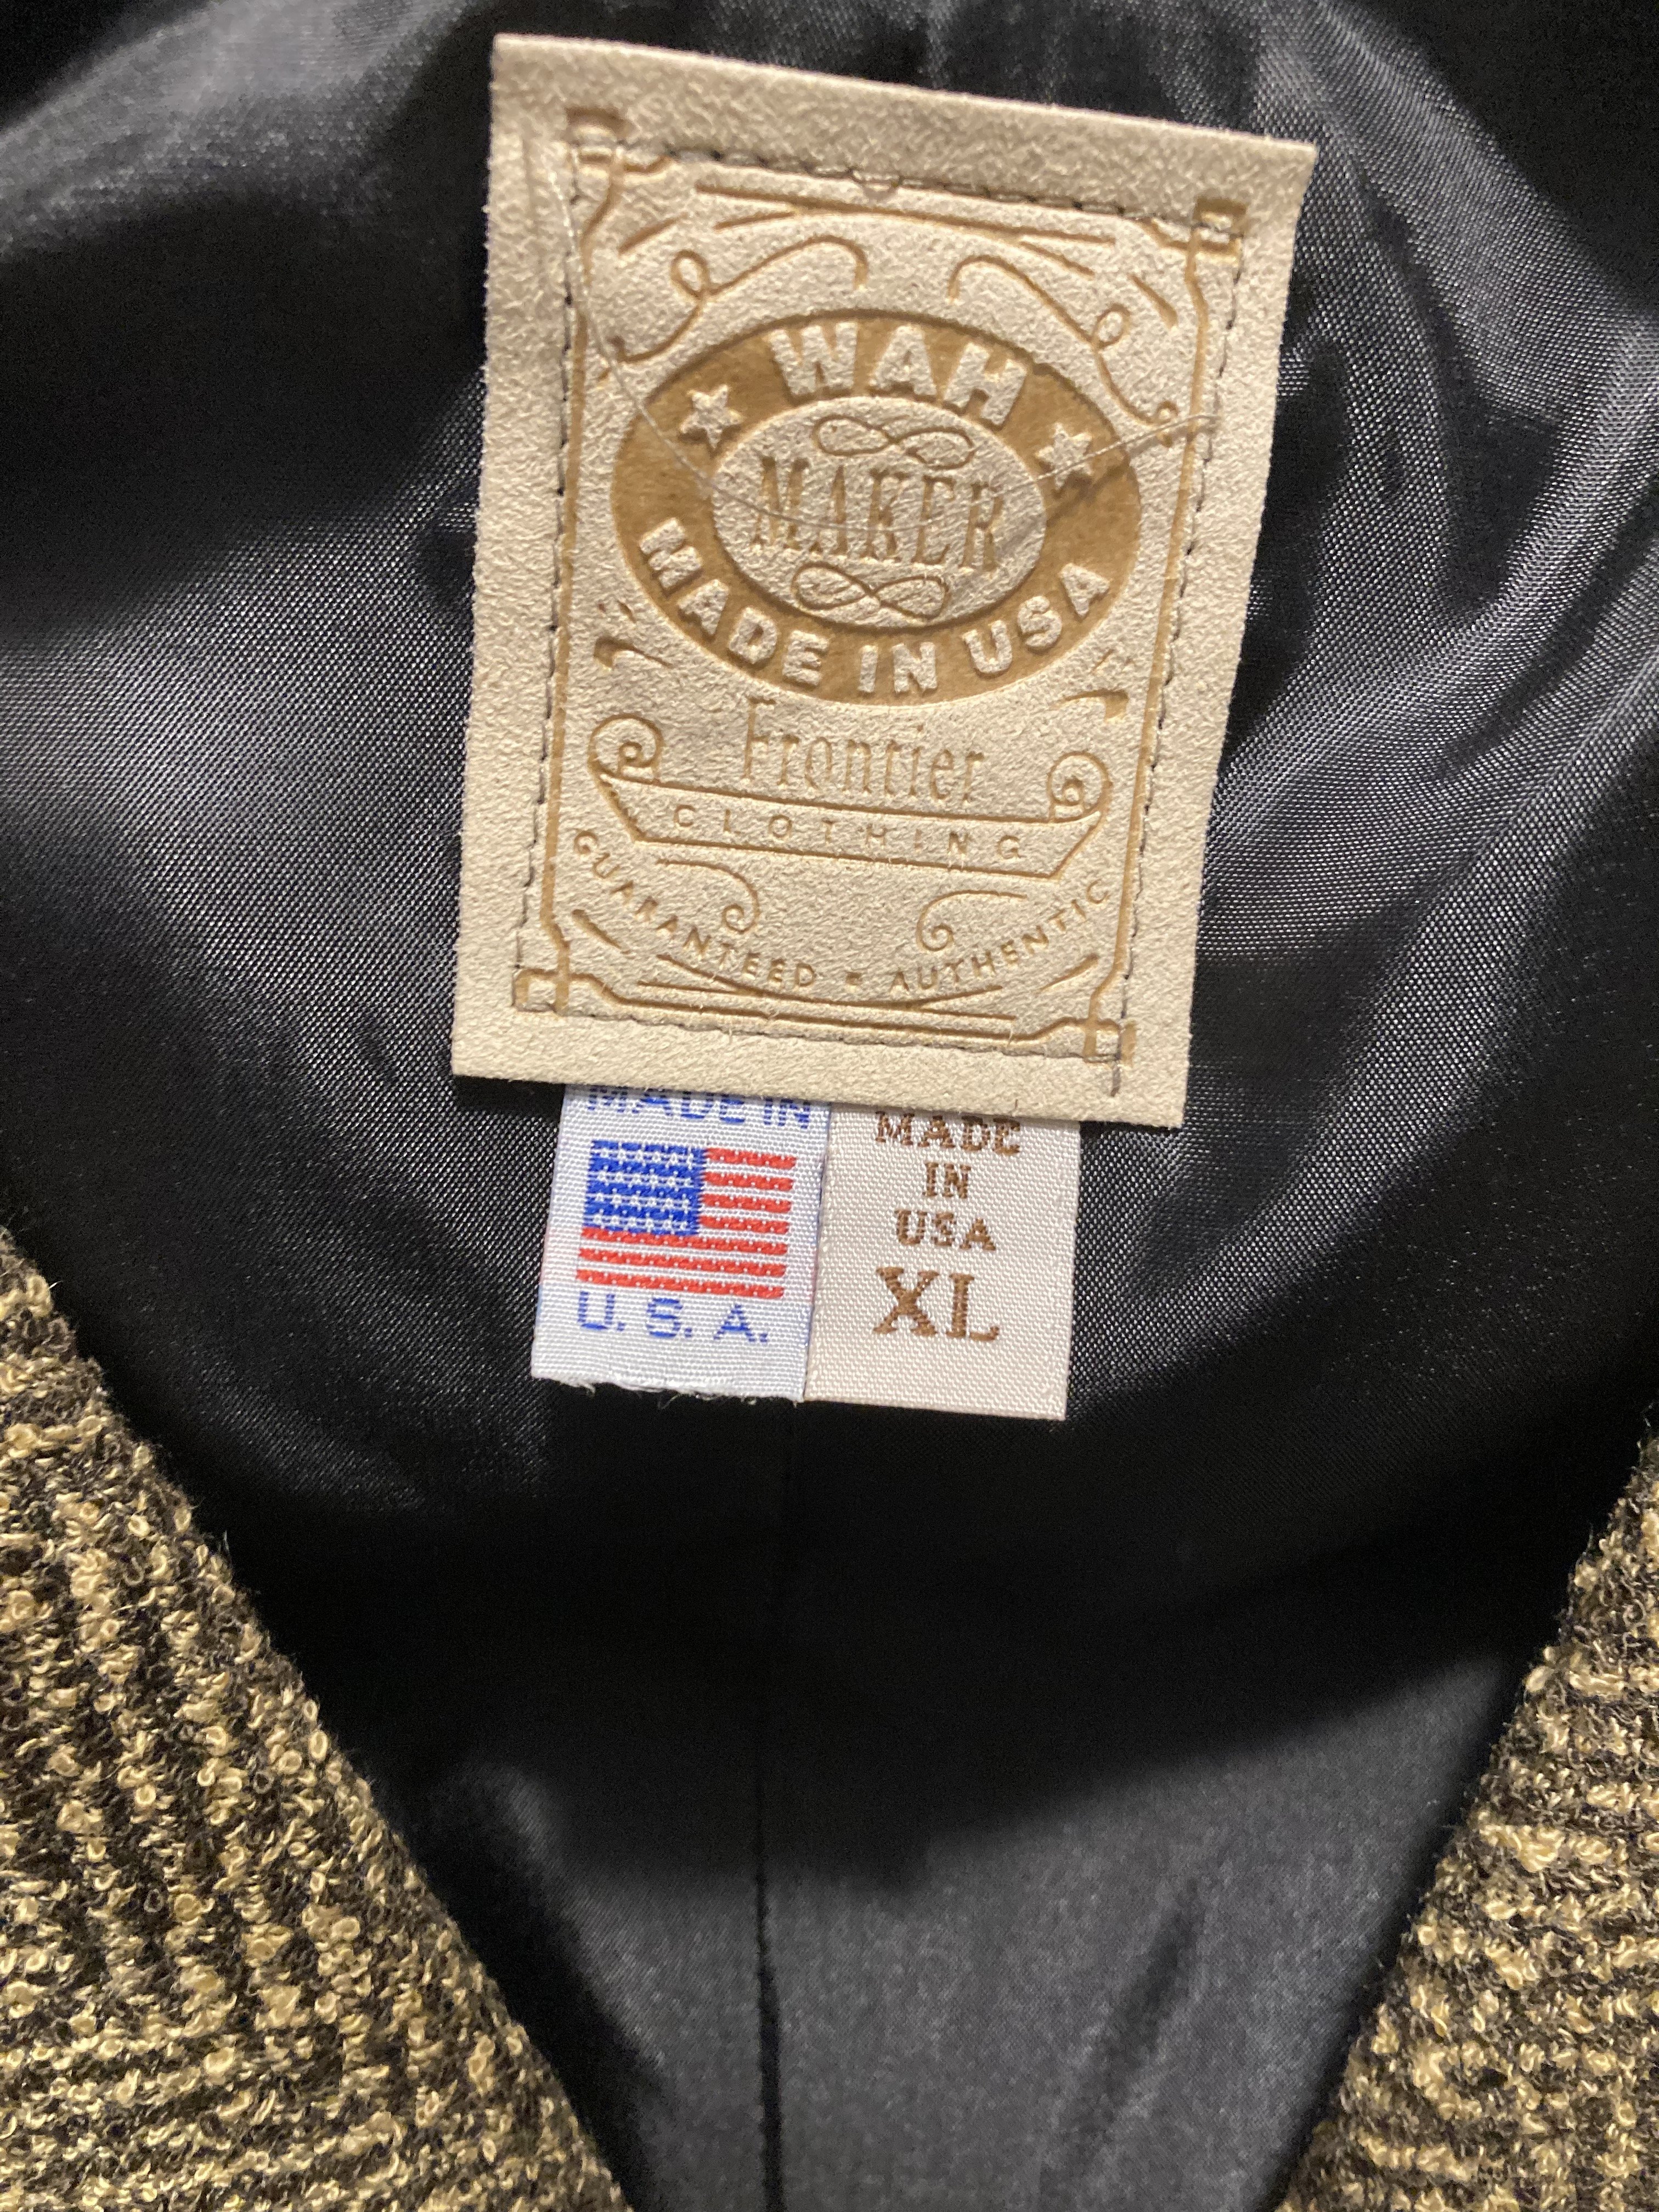 WAH
MAKER
MADE IN USA
Frontier
CLOTHING
GUARANTEED - AUTHENTIC
MADE IN
U.S.A.
MADE
IN
USA
XL